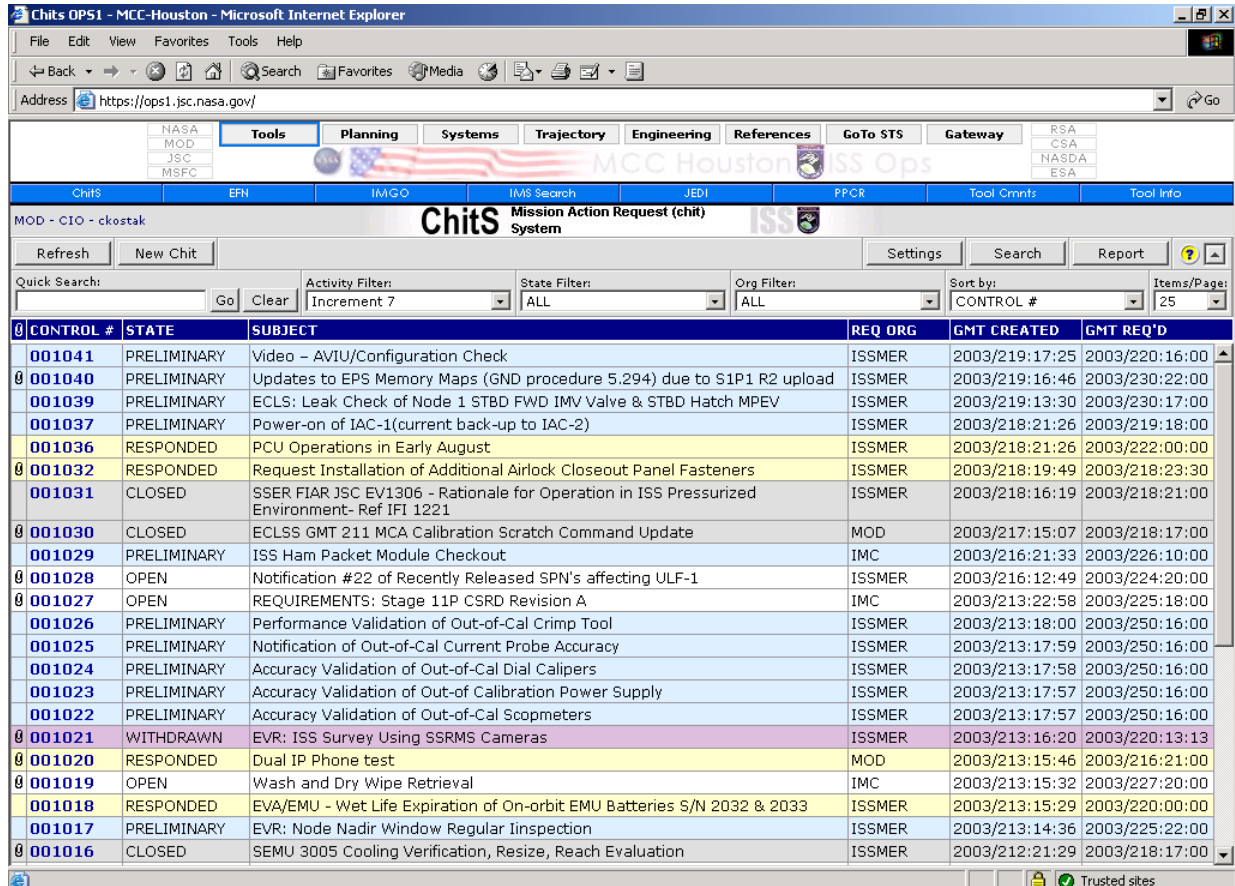 Chits OPS1 - MCC-Houston - Microsoft Internet Explorer
File Edit View Favorites Tools Help
Back Search Favorites Media
Address https://ops1.jsc.nasa.gov/ Go
NASA
MOD
JSC
MSFC
Tools Planning Systems Trajectory Engineering References GoTo STS Gateway
RSA
CSA
NASDA
ESA
MCC Houston ISS Ops
ChitS EFN IMGO IMS Search JEDI PPCR Tool Cmnts Tool Info
MOD - CIO - ckostak
ChitS Mission Action Request (chit)
System
ISS
Refresh New Chit Settings Search Report ?
Quick Search: Activity Filter: State Filter: Org Filter: Sort by: Items/Page:
Go Clear Increment 7 ALL ALL CONTROL # 25
CONTROL # STATE SUBJECT REQ ORG GMT CREATED GMT REQ'D
001041 PRELIMINARY Video – AVIU/Configuration Check ISSMER 2003/219:17:25 2003/220:16:00
001040 PRELIMINARY Updates to EPS Memory Maps (GND procedure 5.294) due to S1P1 R2 upload ISSMER 2003/219:16:46 2003/230:22:00
001039 PRELIMINARY ECLS: Leak Check of Node 1 STBD FWD IMV Valve & STBD Hatch MPEV ISSMER 2003/219:13:30 2003/230:17:00
001037 PRELIMINARY Power-on of IAC-1(current back-up to IAC-2) ISSMER 2003/218:21:26 2003/219:18:00
001036 RESPONDED PCU Operations in Early August ISSMER 2003/218:21:26 2003/222:00:00
001032 RESPONDED Request Installation of Additional Airlock Closeout Panel Fasteners ISSMER 2003/218:19:49 2003/218:23:30
001031 CLOSED SSER FIAR JSC EV1306 - Rationale for Operation in ISS Pressurized ISSMER 2003/218:16:19 2003/218:21:00
Environment- Ref IFI 1221
001030 CLOSED ECLSS GMT 211 MCA Calibration Scratch Command Update MOD 2003/217:15:07 2003/218:17:00
001029 PRELIMINARY ISS Ham Packet Module Checkout IMC 2003/216:21:33 2003/226:10:00
001028 OPEN Notification #22 of Recently Released SPN's affecting ULF-1 ISSMER 2003/216:12:49 2003/224:20:00
001027 OPEN REQUIREMENTS: Stage 11P CSRD Revision A IMC 2003/213:22:58 2003/225:18:00
001026 PRELIMINARY Performance Validation of Out-of-Cal Crimp Tool ISSMER 2003/213:18:00 2003/250:16:00
001025 PRELIMINARY Notification of Out-of-Cal Current Probe Accuracy ISSMER 2003/213:17:59 2003/250:16:00
001024 PRELIMINARY Accuracy Validation of Out-of-Cal Dial Calipers ISSMER 2003/213:17:58 2003/250:16:00
001023 PRELIMINARY Accuracy Validation of Out-of Calibration Power Supply ISSMER 2003/213:17:57 2003/250:16:00
001022 PRELIMINARY Accuracy Validation of Out-of-Cal Scopmeters ISSMER 2003/213:17:57 2003/250:16:00
001021 WITHDRAWN EVR: ISS Survey Using SSRMS Cameras ISSMER 2003/213:16:20 2003/220:13:13
001020 RESPONDED Dual IP Phone test MOD 2003/213:15:46 2003/216:21:00
001019 OPEN Wash and Dry Wipe Retrieval IMC 2003/213:15:32 2003/227:20:00
001018 RESPONDED EVA/EMU - Wet Life Expiration of On-orbit EMU Batteries S/N 2032 & 2033 ISSMER 2003/213:15:29 2003/220:00:00
001017 PRELIMINARY EVR: Node Nadir Window Regular Iinspection ISSMER 2003/213:14:36 2003/225:22:00
001016 CLOSED SEMU 3005 Cooling Verification, Resize, Reach Evaluation ISSMER 2003/212:21:29 2003/218:17:00
Trusted sites